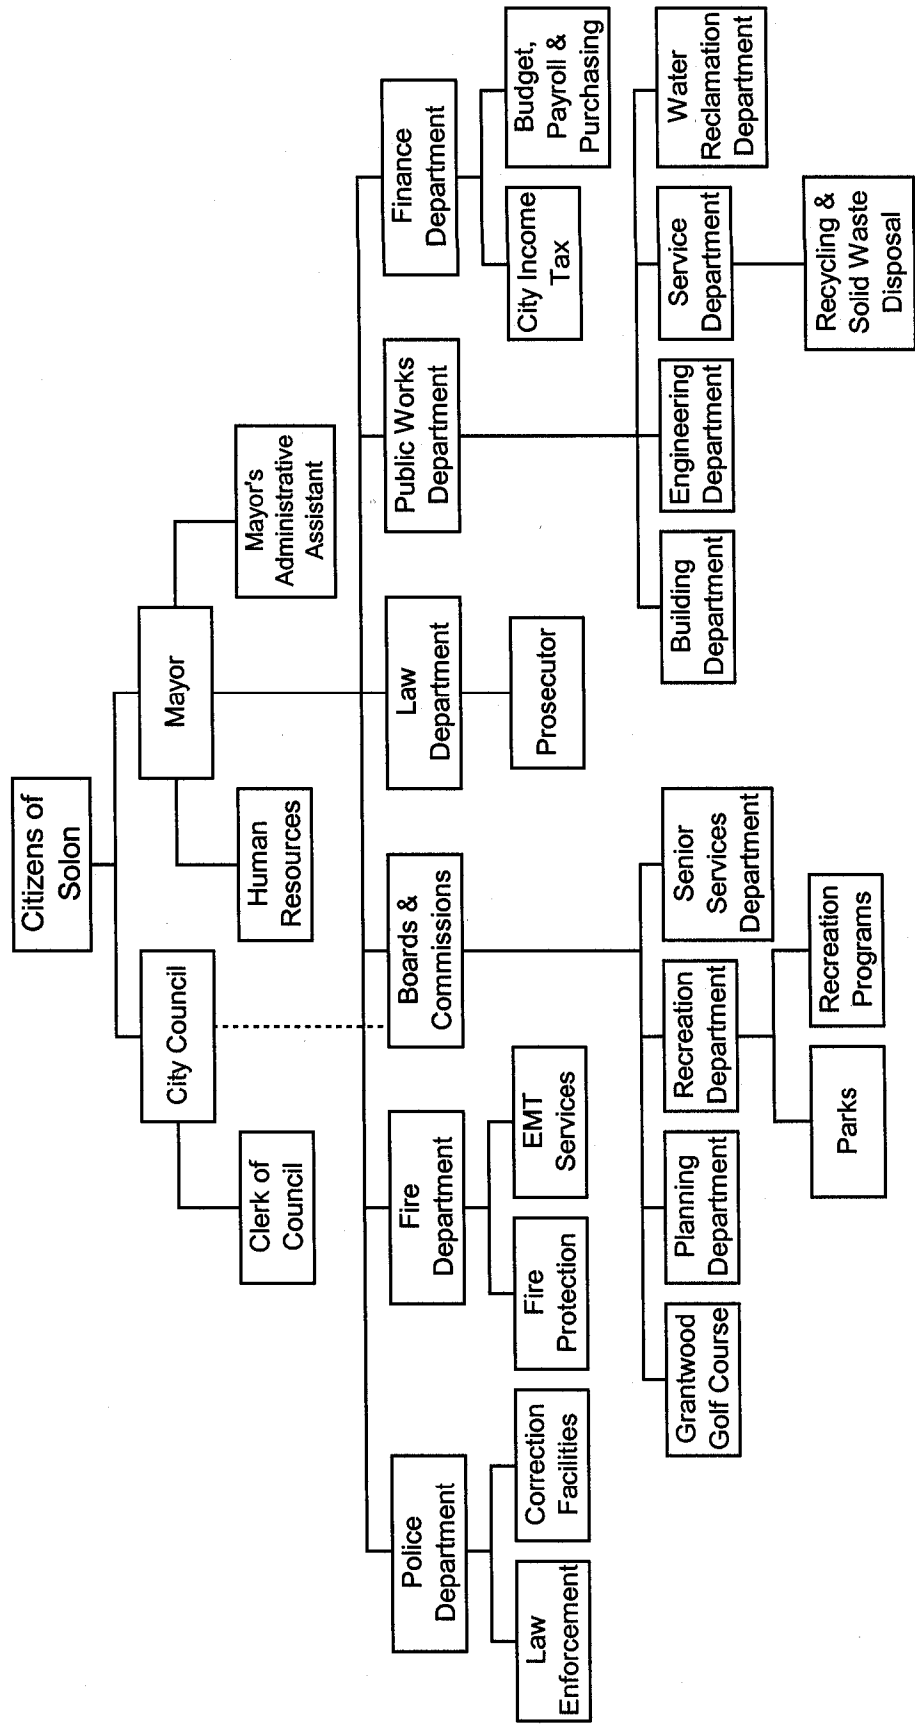 Citizens of
Solon
City Council
Mayor
Clerk of
Council
Human
Resources
Mayor's
Administrative
Assistant
Police
Department
Fire
Department
Boards &
Commissions
Law
Department
Public Works
Department
Finance
Department
Law
Enforcement
Correction
Facilities
Fire
Protection
EMT
Services
Prosecutor
City Income
Tax
Budget,
Payroll &
Purchasing
Grantwood
Golf Course
Planning
Department
Recreation
Department
Senior
Services
Department
Building
Department
Engineering
Department
Service
Department
Water
Reclamation
Department
Parks
Recreation
Programs
Recycling &
Solid Waste
Disposal